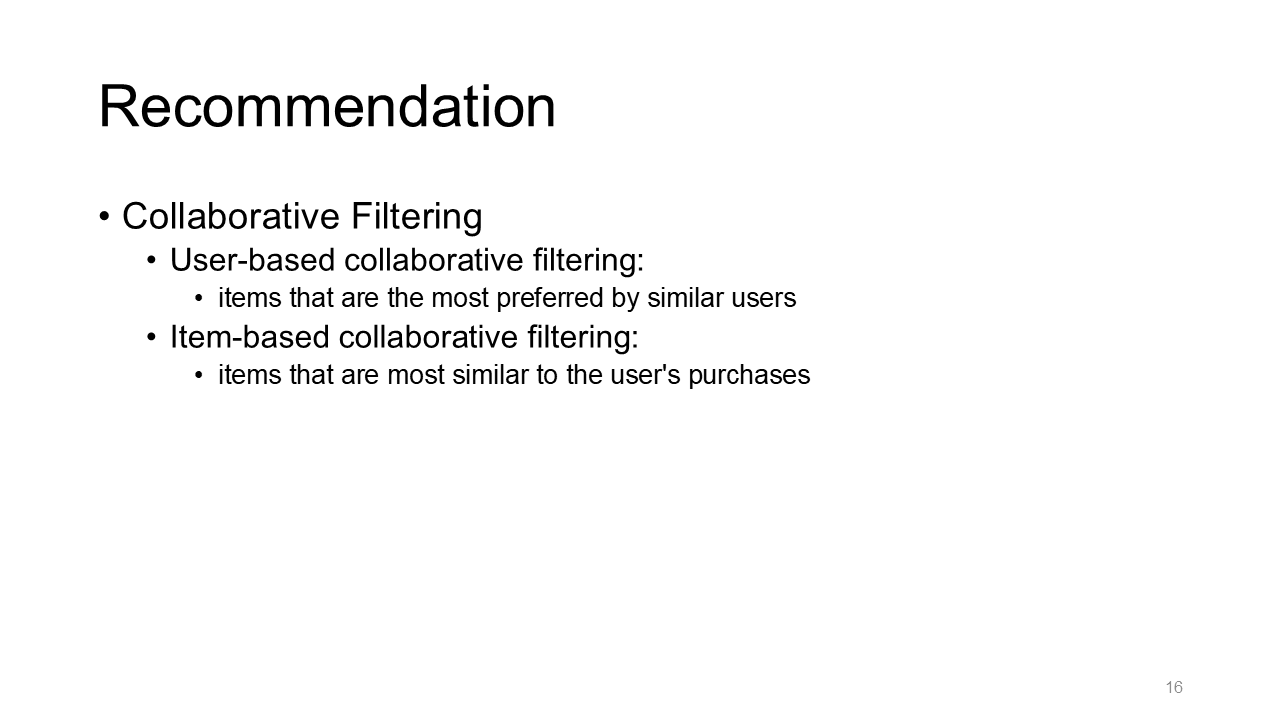 Recommendation
• Collaborative Filtering
• User-based collaborative filtering:
• items that are the most preferred by similar users
• Item-based collaborative filtering:
• items that are most similar to the user's purchases
16